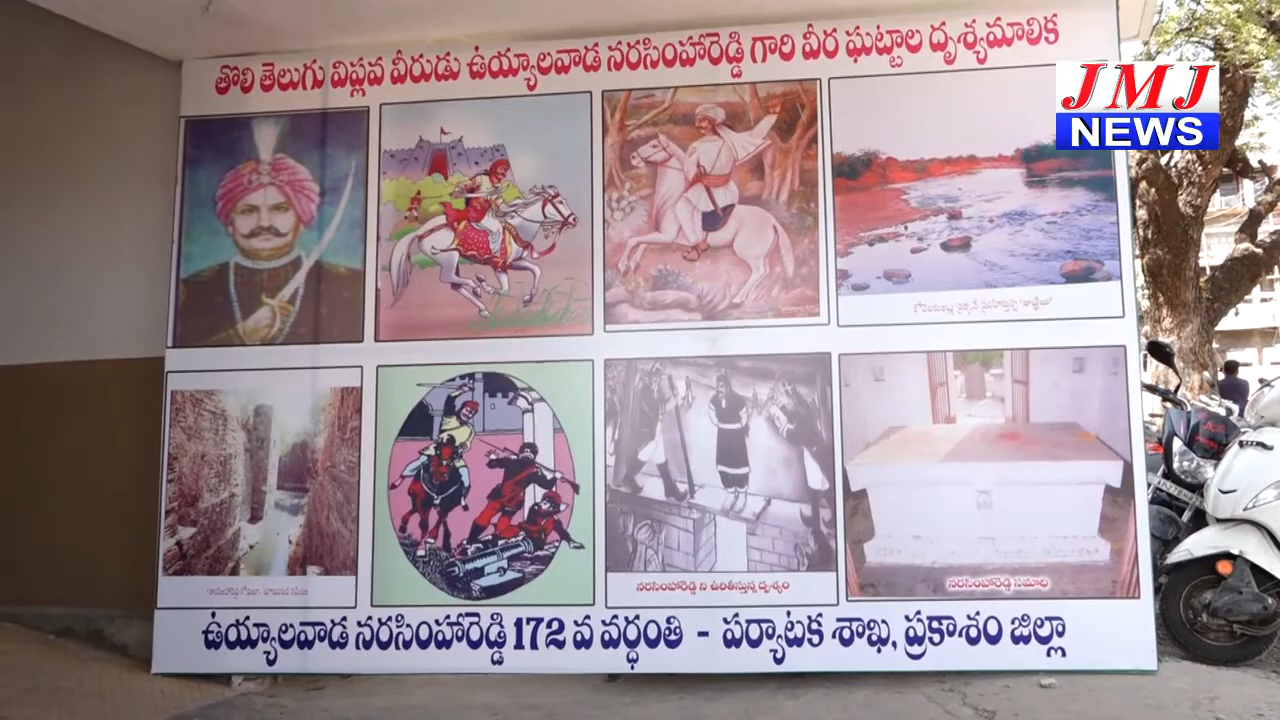 తొలి తెలుగు విప్లవ వీరుడు ఉయ్యాలవాడ నరసింహారెడ్డి గారి వీర ఘట్టాల దృశ్యమాలిక
JMJ
NEWS
నరసింహారెడ్డి ని ఉరితీస్తున్న దృశ్యం
నరసింహారెడ్డి సమాధి
ఉయ్యాలవాడ నరసింహారెడ్డి 172 వ వర్ధంతి - పర్యాటక శాఖ, ప్రకాశం జిల్లా